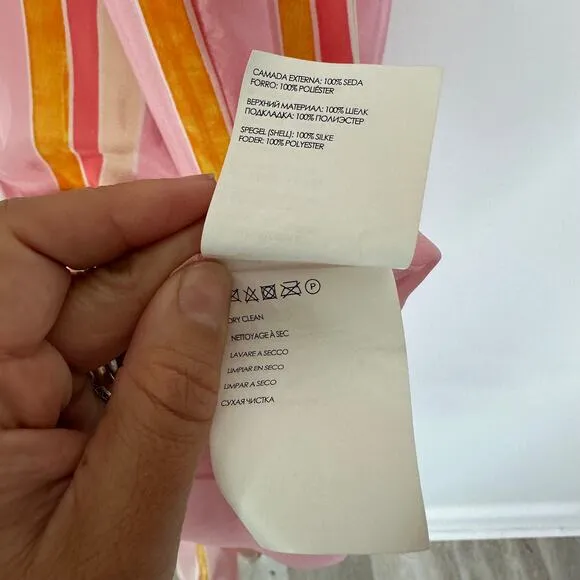 CAMADA EXTERNA: 100% SEDA
FORRO: 100% POLIÉSTER
ВЕРХНИЙ МАТЕРИАЛ: 100% ШЕЛК
ПОДКЛАДКА: 100% ПОЛИЭСТЕР
SPEGEL (SHELL): 100% SILKE
FODER: 100% POLYESTER
P
DRY CLEAN
NETTOYAGE À SEC
LAVARE A SECCO
LIMPIAR EN SECO
LIMPAR A SECO
СУХАЯ ЧИСТКА